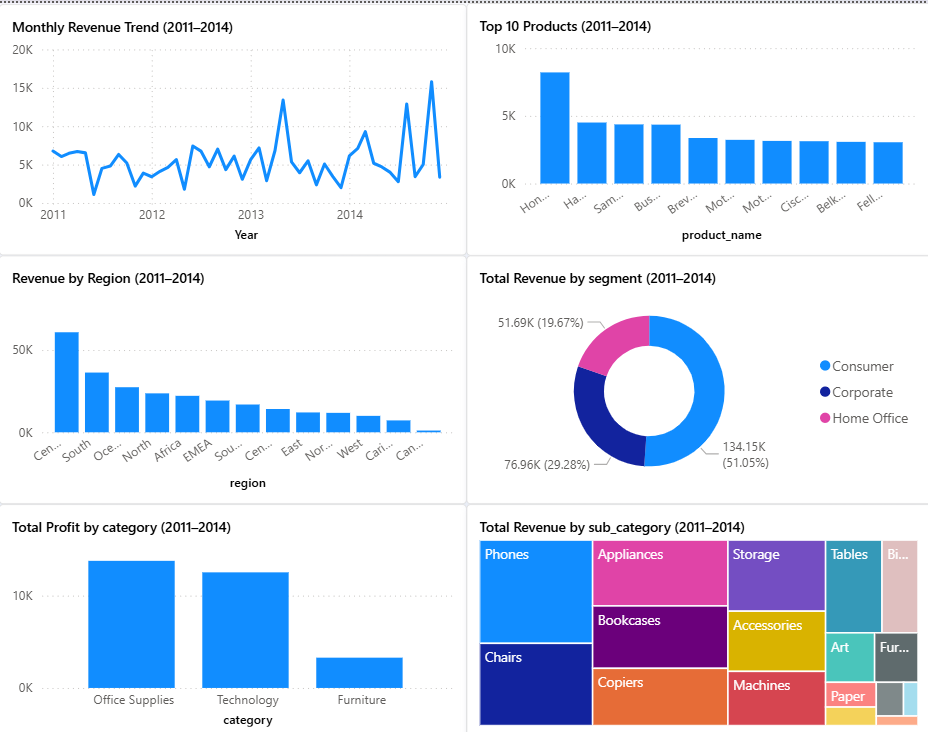 Monthly Revenue Trend (2011–2014)
20K
15K
10K
5K
0K
2011 2012 2013 2014
Year
Top 10 Products (2011–2014)
10K
5K
0K
Hon... Ha... Sam... Bus... Brev... Mot... Mot... Cisc... Belk... Fell...
product_name
Revenue by Region (2011–2014)
50K
0K
Cen... South Oce... North Africa EMEA Sou... Cen... East Nor... West Cari... Can...
region
Total Revenue by segment (2011–2014)
51.69K (19.67%)
76.96K (29.28%)
134.15K
(51.05%)
Consumer
Corporate
Home Office
Total Profit by category (2011–2014)
10K
0K
Office Supplies Technology Furniture
category
Total Revenue by sub_category (2011–2014)
Phones
Chairs
Appliances
Bookcases
Copiers
Storage
Accessories
Machines
Tables
Bi...
Art
Fur...
Paper